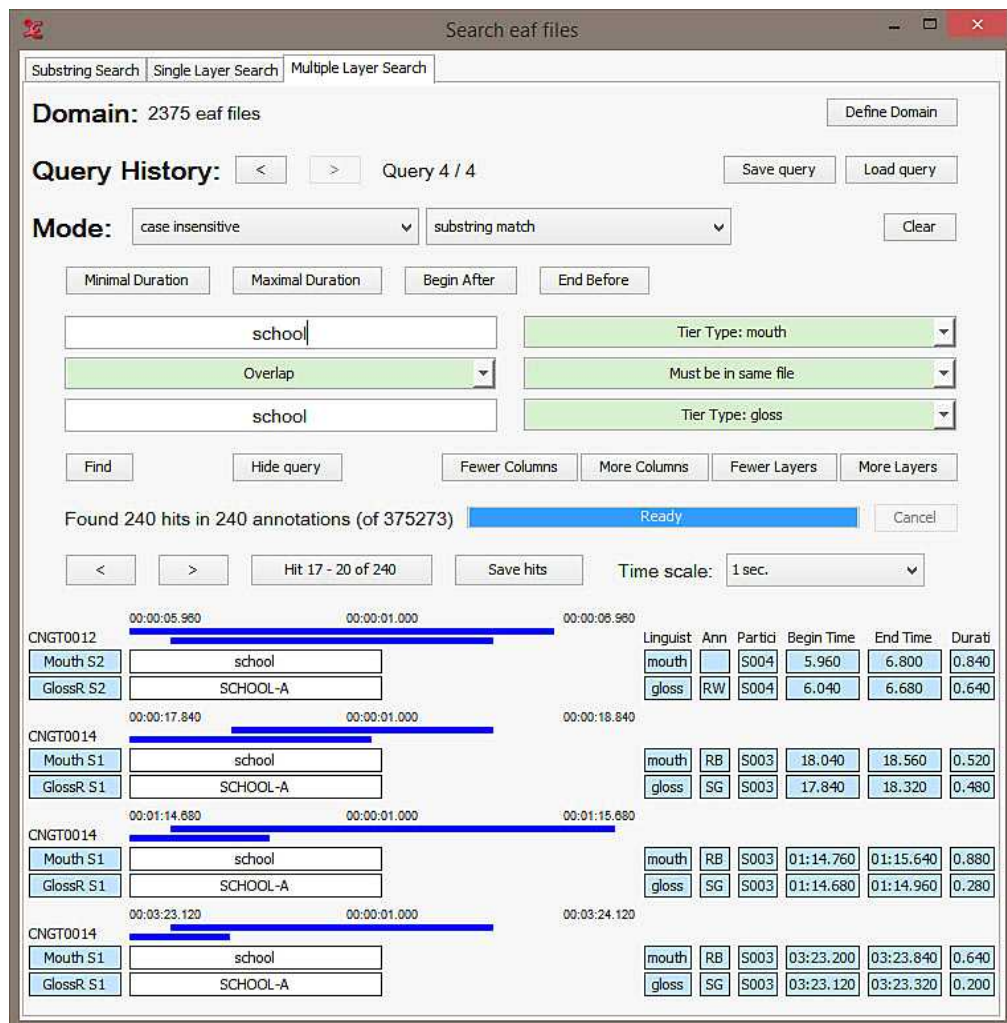 Search eaf files
Substring Search Single Layer Search Multiple Layer Search
Domain: 2375 eaf files Define Domain
Query History: < > Query 4 / 4 Save query Load query
Mode: case insensitive substring match Clear
Minimal Duration Maximal Duration Begin After End Before
school Tier Type: mouth
Overlap Must be in same file
school Tier Type: gloss
Find Hide query Fewer Columns More Columns Fewer Layers More Layers
Found 240 hits in 240 annotations (of 375273) Ready Cancel
< > Hit 17 - 20 of 240 Save hits Time scale: 1 sec.
00:00:05.960 00:00:01.000 00:00:06.960
CNGT0012 Linguist Ann Partici Begin Time End Time Durati
Mouth S2 school mouth S004 5.960 6.800 0.840
GlossR S2 SCHOOL-A gloss RW S004 6.040 6.680 0.640
00:00:17.840 00:00:01.000 00:00:18.840
CNGT0014
Mouth S1 school mouth RB S003 18.040 18.560 0.520
GlossR S1 SCHOOL-A gloss SG S003 17.840 18.320 0.480
00:01:14.680 00:00:01.000 00:01:15.680
CNGT0014
Mouth S1 school mouth RB S003 01:14.760 01:15.640 0.880
GlossR S1 SCHOOL-A gloss SG S003 01:14.680 01:14.960 0.280
00:03:23.120 00:00:01.000 00:03:24.120
CNGT0014
Mouth S1 school mouth RB S003 03:23.200 03:23.840 0.640
GlossR S1 SCHOOL-A gloss SG S003 03:23.120 03:23.320 0.200